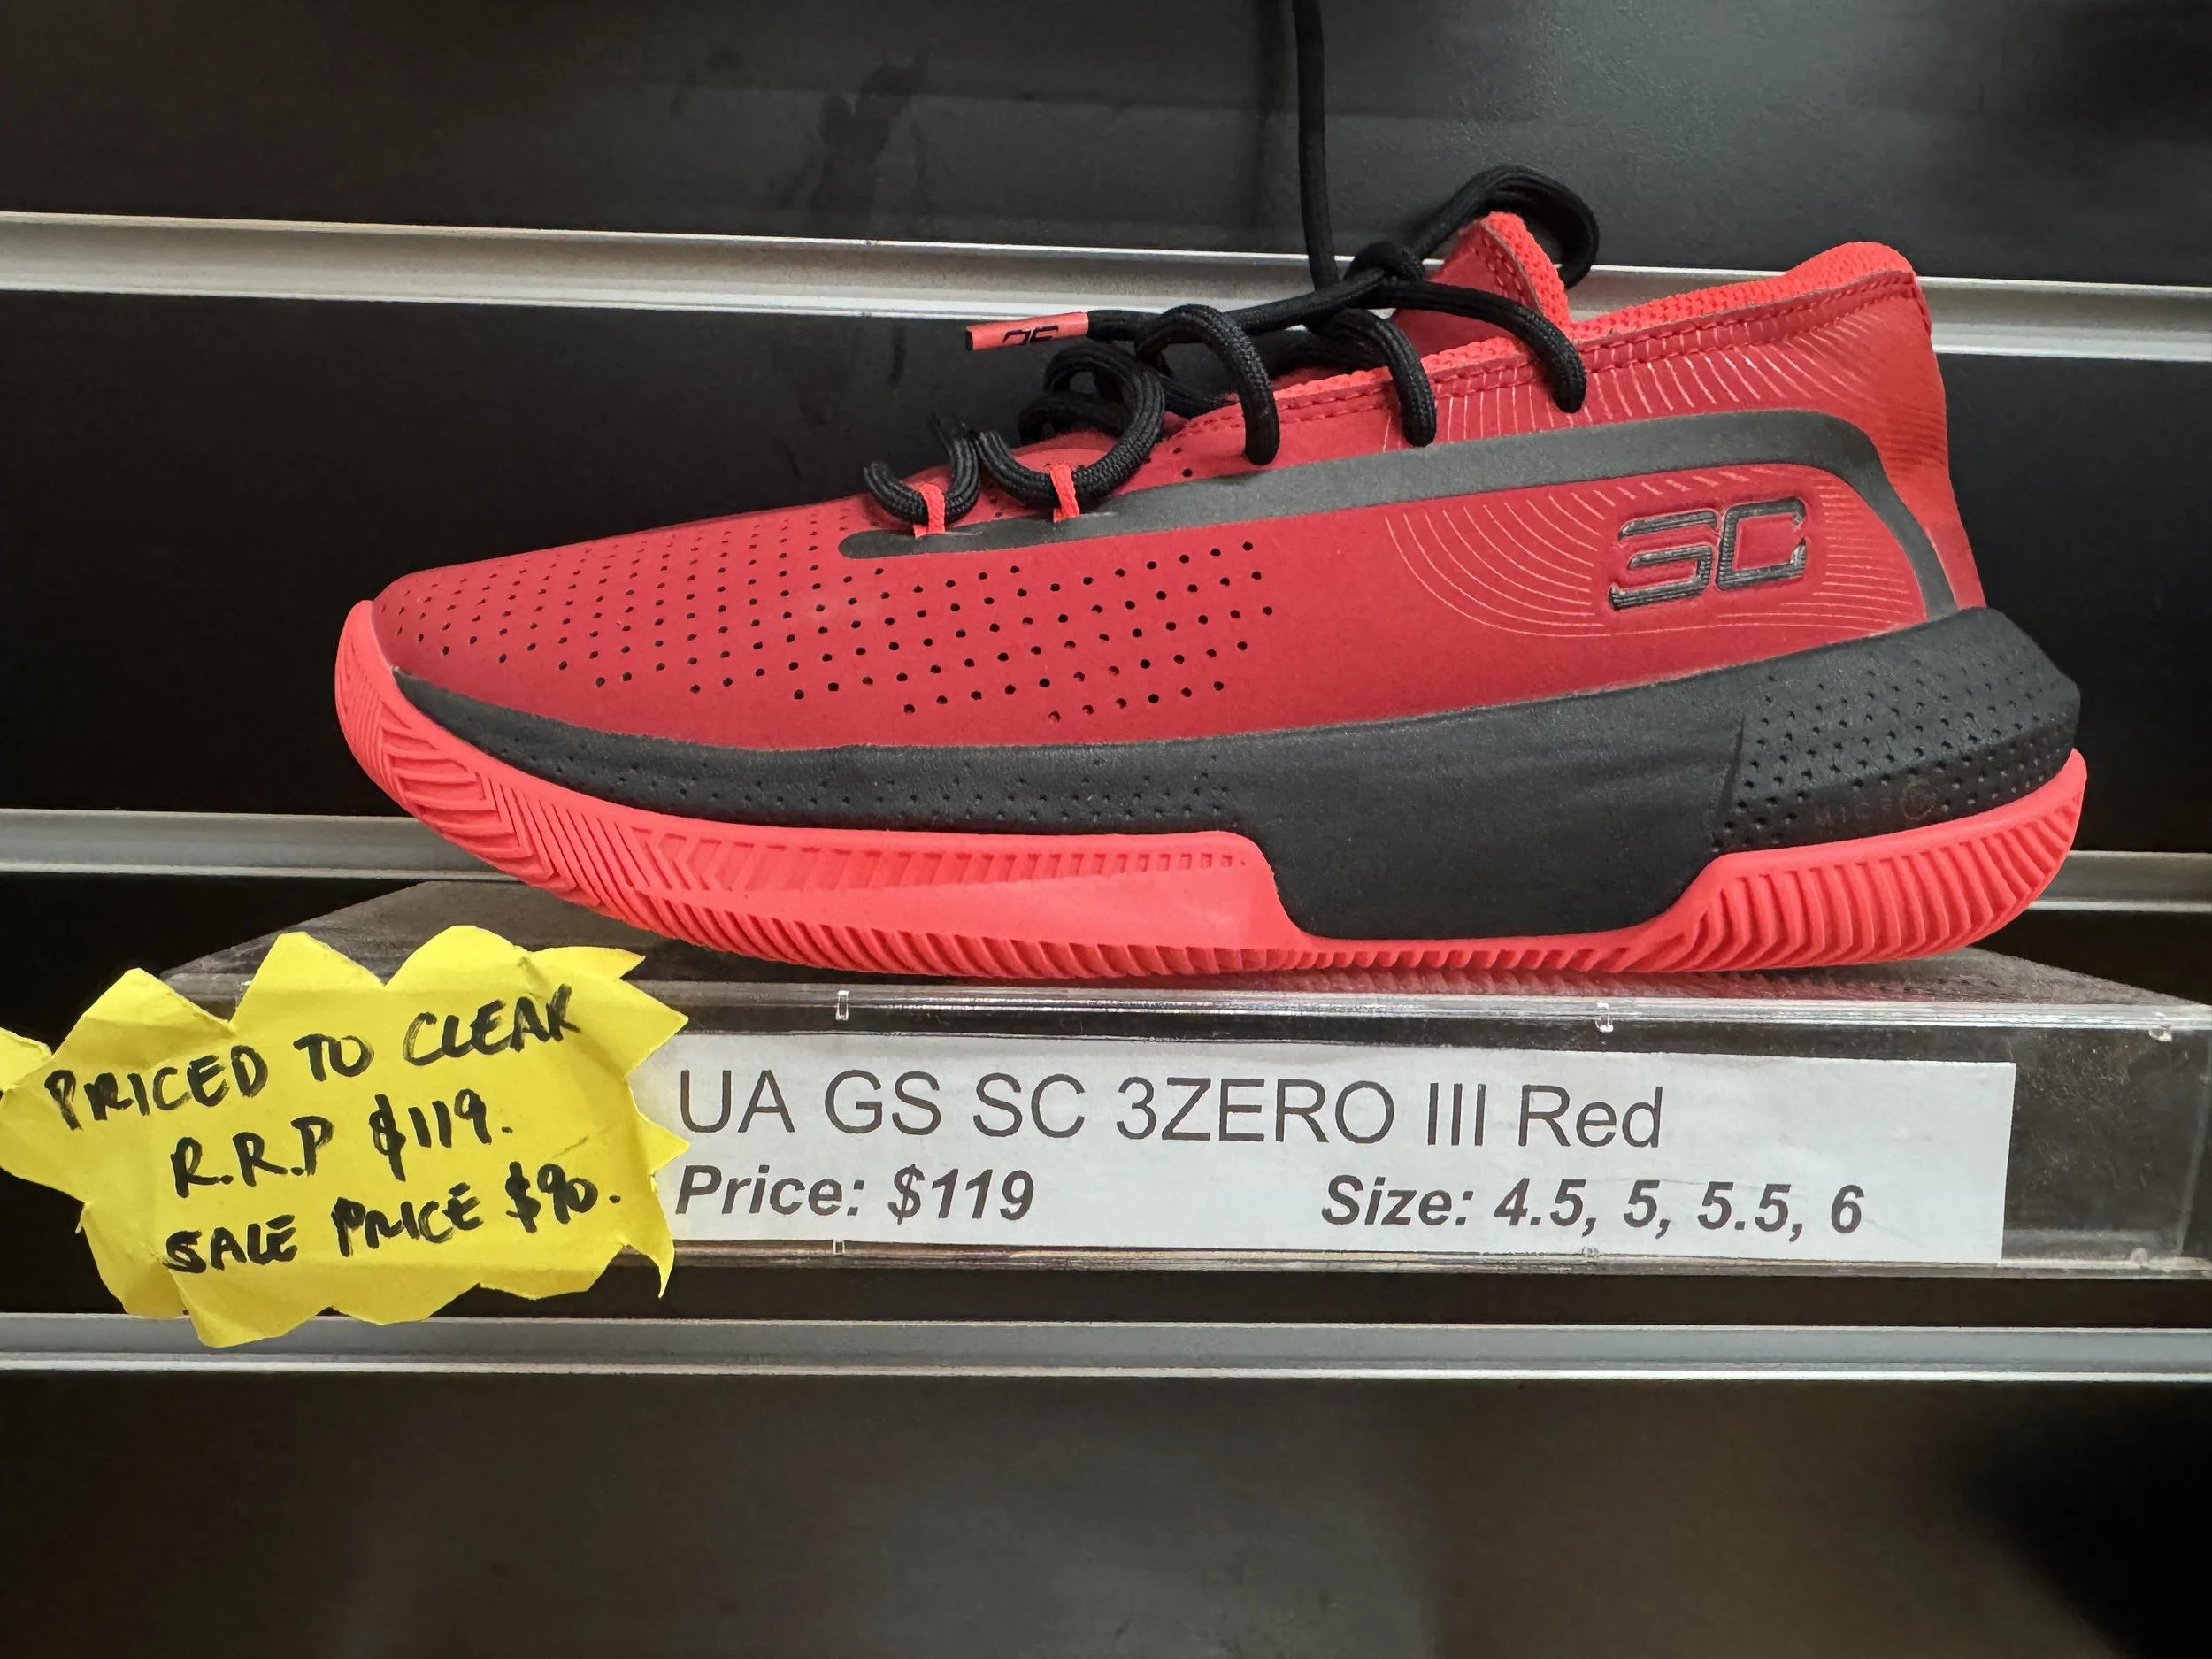 SC
PRICED TO CLEAR
R.R.P $119.
SALE PRICE $90.
UA GS SC 3ZERO III Red
Price: $119 Size: 4.5, 5, 5.5, 6